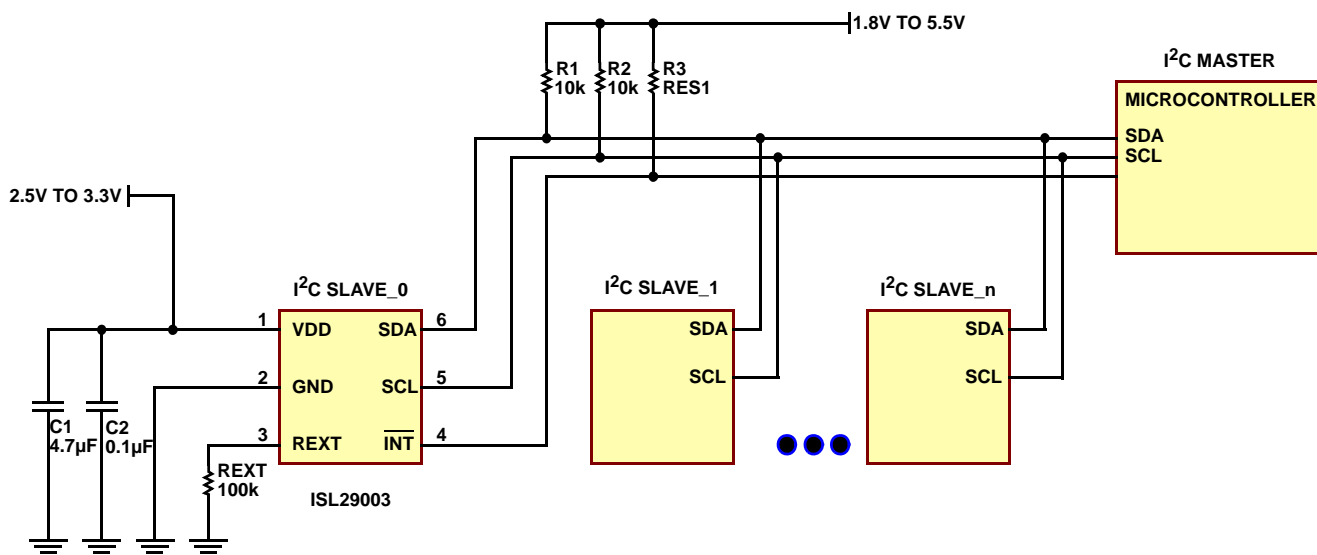 1.8V TO 5.5V
R1
10k
R2
10k
R3
RES1
I²C MASTER
MICROCONTROLLER
SDA
SCL
2.5V TO 3.3V
I²C SLAVE_0
1
VDD
SDA
6
2
GND
SCL
5
3
REXT
INT
4
REXT
100k
ISL29003
C1
4.7µF
C2
0.1µF
I²C SLAVE_1
SDA
SCL
I²C SLAVE_n
SDA
SCL